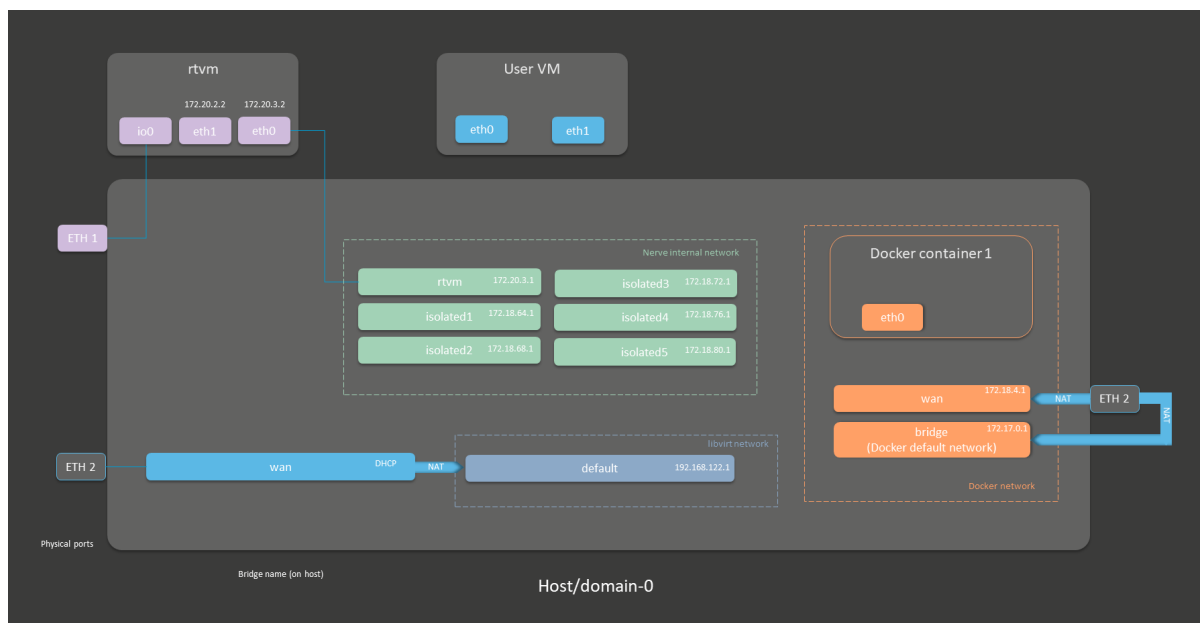 rtvm
172.20.2.2
172.20.3.2
io0
eth1
eth0
User VM
eth0
eth1
ETH 1
Nerve internal network
rtvm 172.20.3.1
isolated1 172.18.64.1
isolated2 172.18.68.1
isolated3 172.18.72.1
isolated4 172.18.76.1
isolated5 172.18.80.1
Docker container 1
eth0
wan 172.18.4.1
NAT
ETH 2
NAT
bridge 172.17.0.1
(Docker default network)
Docker network
ETH 2
wan DHCP
NAT
libvirt network
default 192.168.122.1
Physical ports
Bridge name (on host)
Host/domain-0